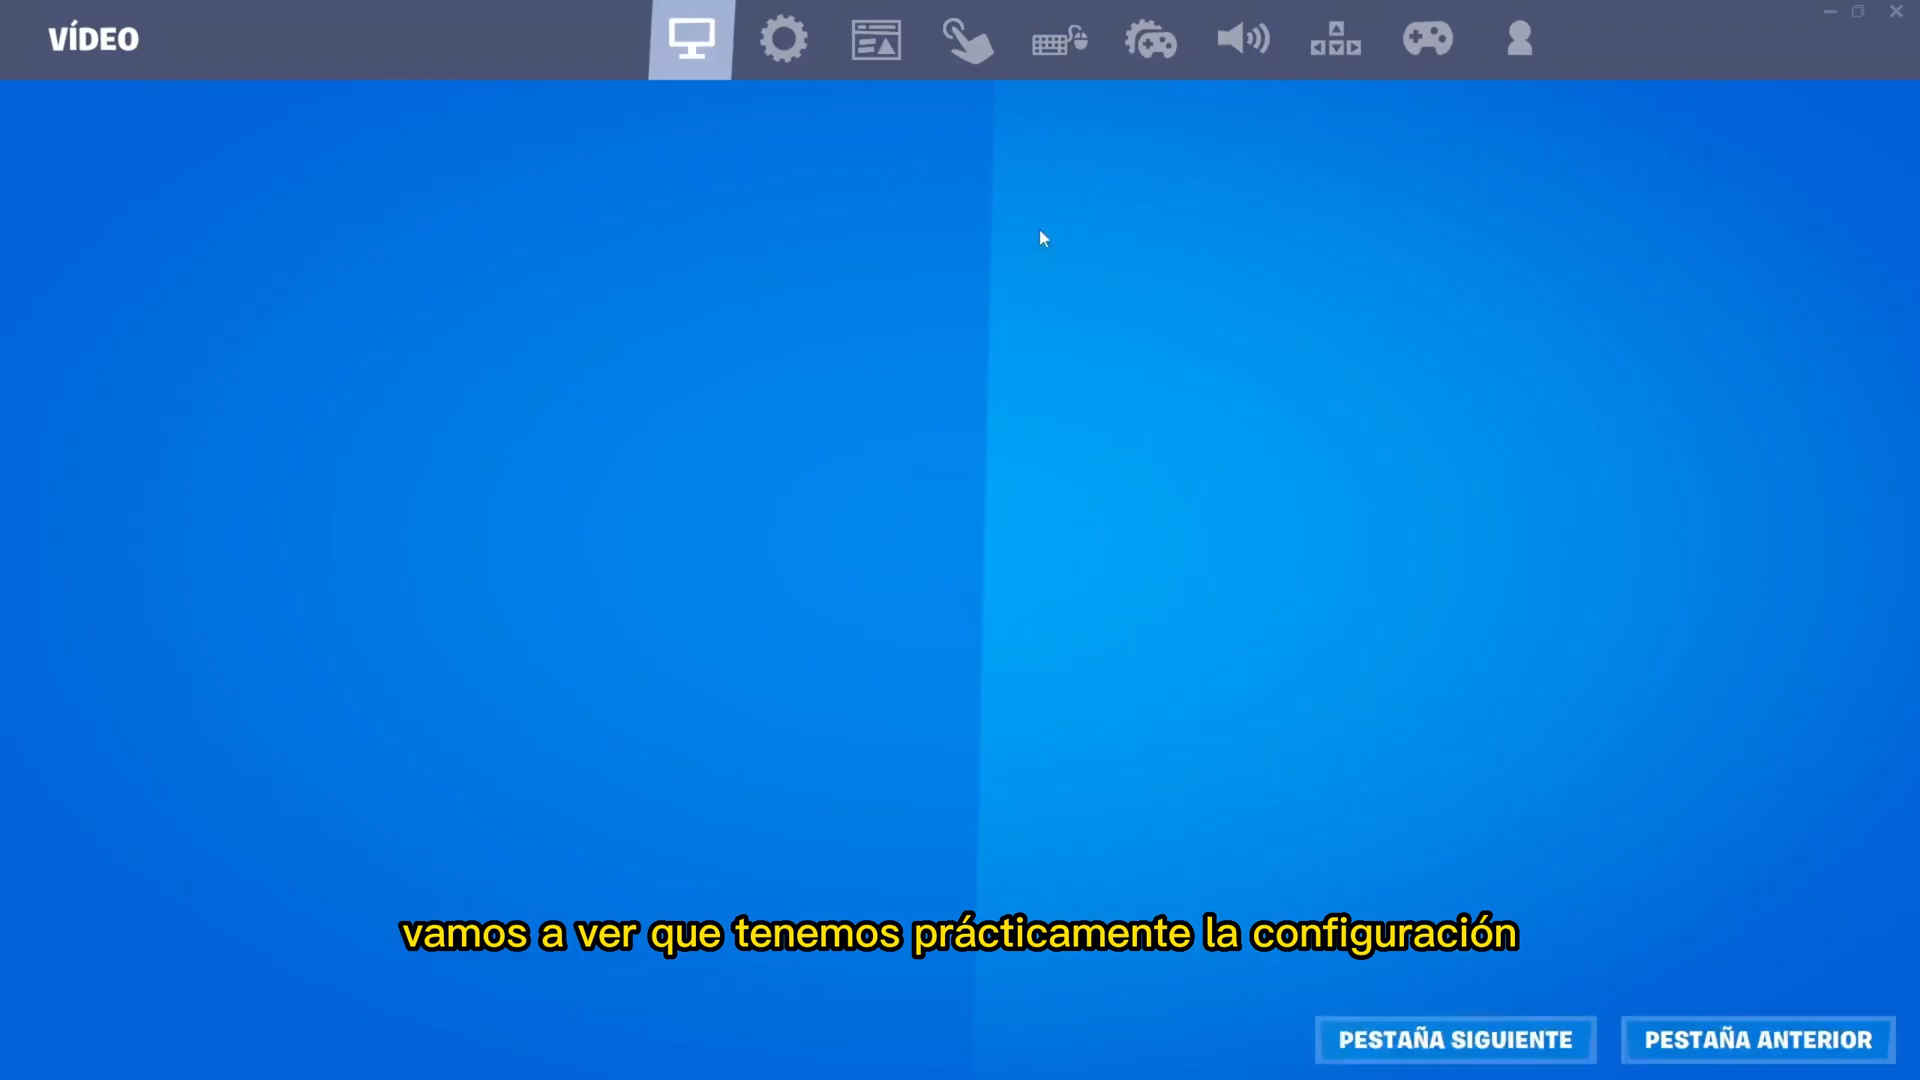 VÍDEO
vamos a ver que tenemos prácticamente la configuración
PESTAÑA SIGUIENTE
PESTAÑA ANTERIOR